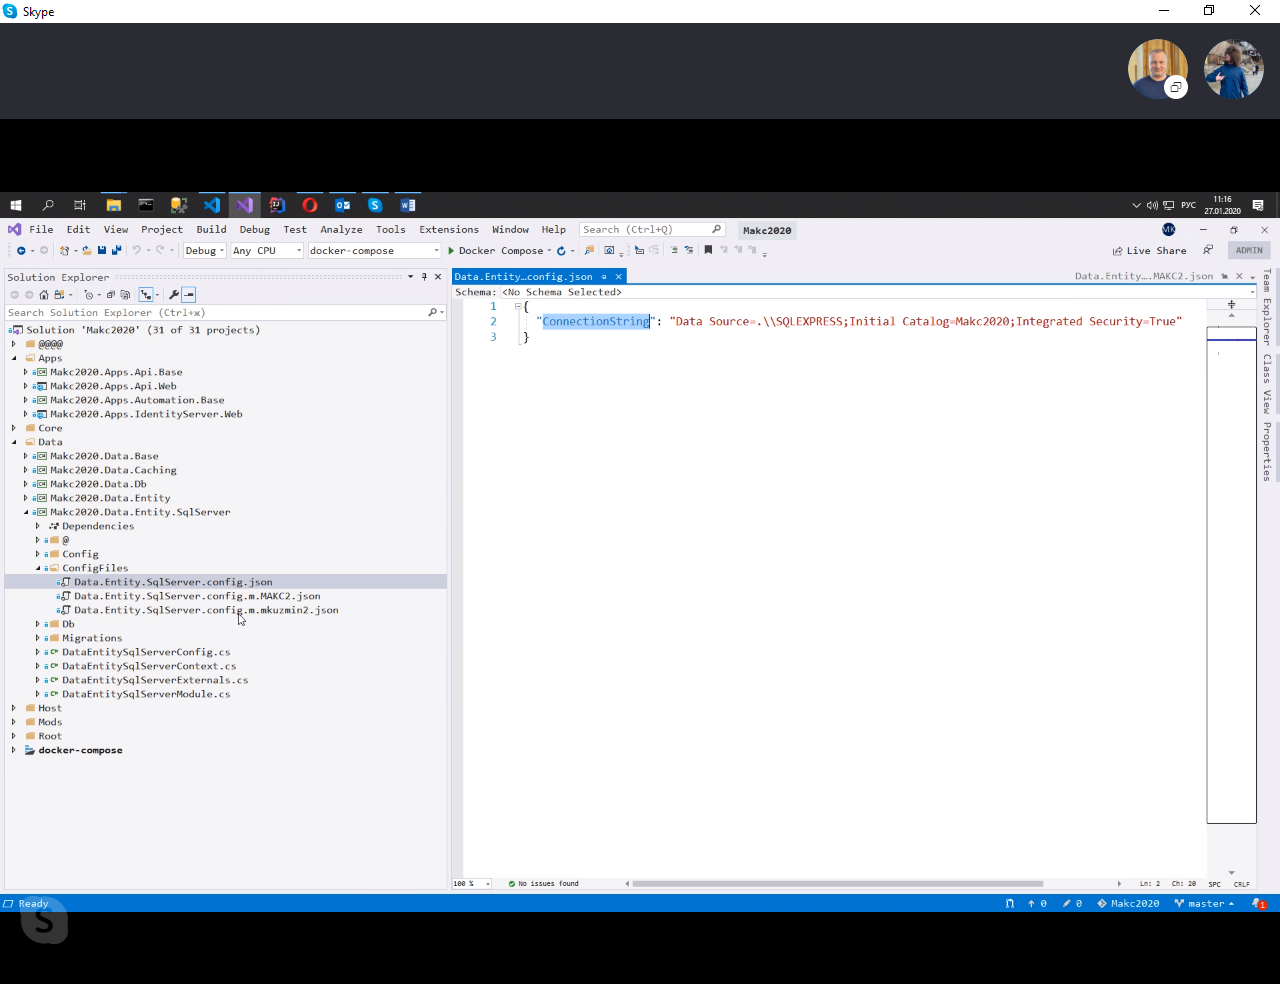 Skype
11:16
РУС
27.01.2020
File Edit View Project Build Debug Test Analyze Tools Extensions Window Help Search (Ctrl+Q) Makc2020 MK
Debug Any CPU docker-compose Docker Compose Live Share ADMIN
Solution Explorer
Data.Entity…config.json
Data.Entity….MAKC2.json
Search Solution Explorer (Ctrl+ж)
Schema: <No Schema Selected>
Solution 'Makc2020' (31 of 31 projects)
@@@@
Apps
Makc2020.Apps.Api.Base
Makc2020.Apps.Api.Web
Makc2020.Apps.Automation.Base
Makc2020.Apps.IdentityServer.Web
Core
Data
Makc2020.Data.Base
Makc2020.Data.Caching
Makc2020.Data.Db
Makc2020.Data.Entity
Makc2020.Data.Entity.SqlServer
Dependencies
@
Config
ConfigFiles
Data.Entity.SqlServer.config.json
Data.Entity.SqlServer.config.m.MAKC2.json
Data.Entity.SqlServer.config.m.mkuzmin2.json
Db
Migrations
DataEntitySqlServerConfig.cs
DataEntitySqlServerContext.cs
DataEntitySqlServerExternals.cs
DataEntitySqlServerModule.cs
Host
Mods
Root
docker-compose
1 {
2 "ConnectionString": "Data Source=.\\SQLEXPRESS;Initial Catalog=Makc2020;Integrated Security=True"
3 }
Team Explorer
Class View
Properties
100 % No issues found Ln: 2 Ch: 20 SPC CRLF
Ready 0 0 Makc2020 master 1